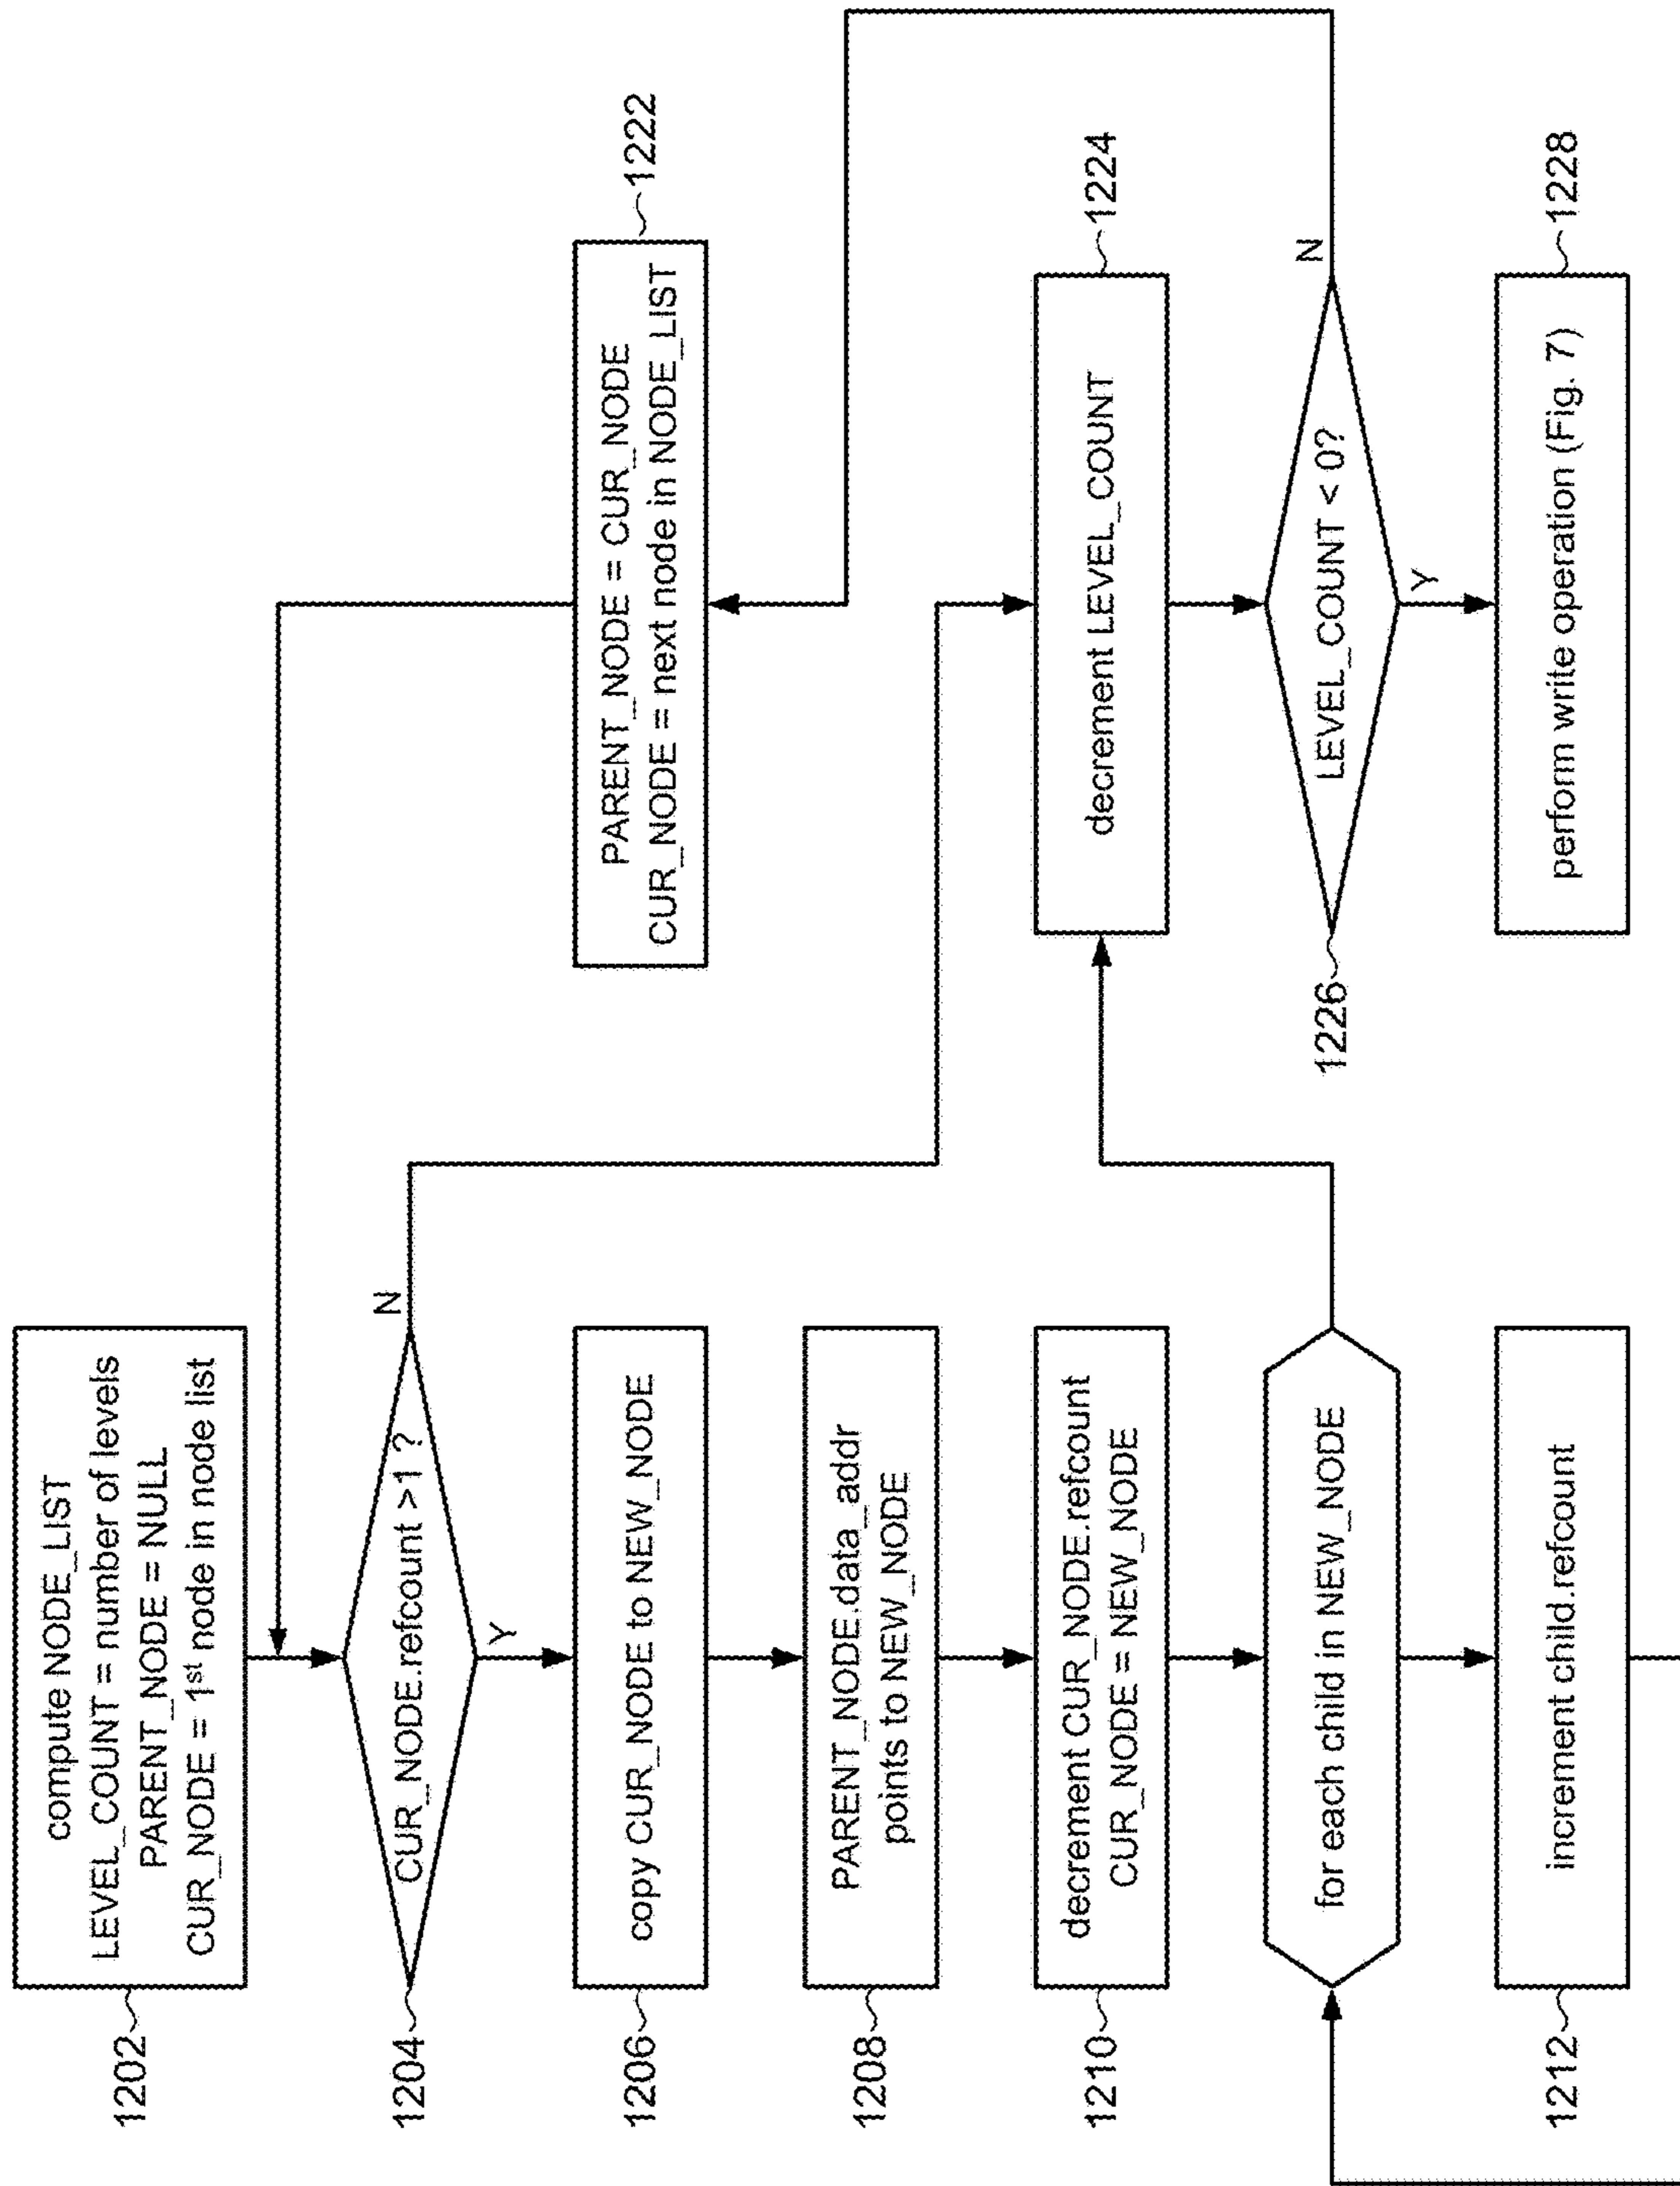 compute NODE_LIST
LEVEL_COUNT = number of levels
PARENT_NODE = NULL
CUR_NODE = 1st node in node list
1202
CUR_NODE.refcount >1 ?
N
Y
1204
copy CUR_NODE to NEW_NODE
1206
PARENT_NODE.data_addr
points to NEW_NODE
1208
decrement CUR_NODE.refcount
CUR_NODE = NEW_NODE
1210
for each child in NEW_NODE
increment child.refcount
1212
PARENT_NODE = CUR_NODE
CUR_NODE = next node in NODE_LIST
1222
decrement LEVEL_COUNT
1224
LEVEL_COUNT < 0?
N
Y
1226
perform write operation (Fig. 7)
1228